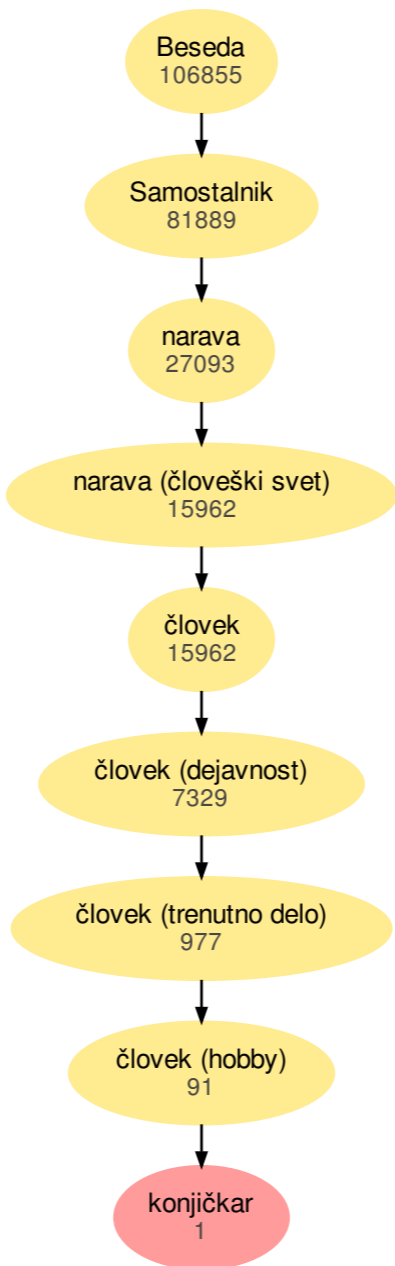 Beseda
106855
Samostalnik
81889
narava
27093
narava (človeški svet)
15962
človek
15962
človek (dejavnost)
7329
človek (trenutno delo)
977
človek (hobby)
91
konjičkar
1